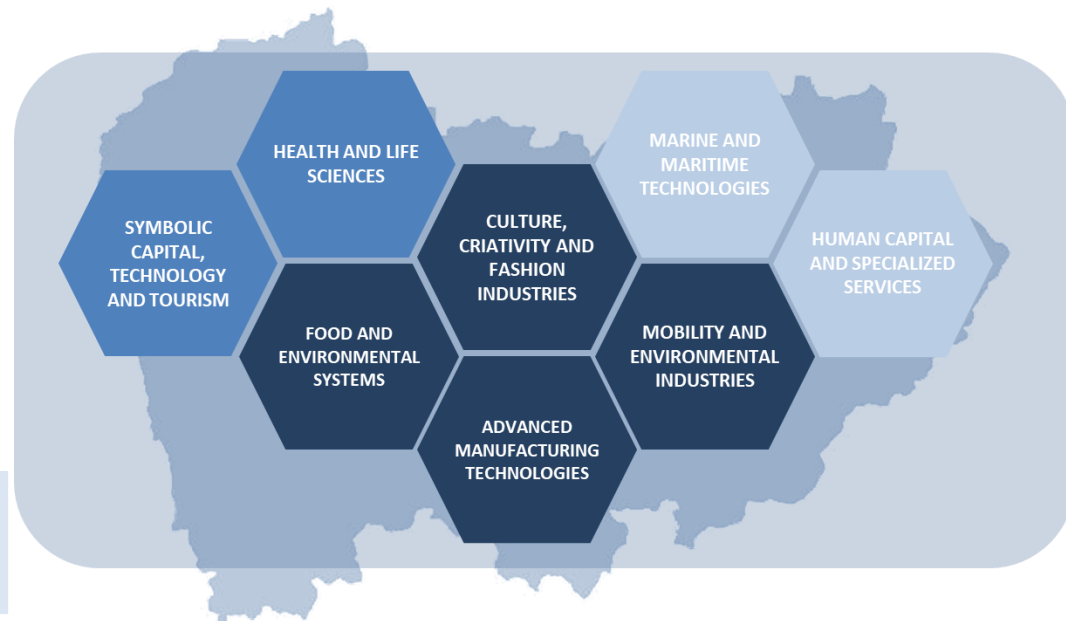 HEALTH AND LIFE
SCIENCES
MARINE AND
MARITIME
TECHNOLOGIES
SYMBOLIC
CAPITAL,
TECHNOLOGY
AND TOURISM
CULTURE,
CRIATIVITY AND
FASHION
INDUSTRIES
HUMAN CAPITAL
AND SPECIALIZED
SERVICES
FOOD AND
ENVIRONMENTAL
SYSTEMS
MOBILITY AND
ENVIRONMENTAL
INDUSTRIES
ADVANCED
MANUFACTURING
TECHNOLOGIES